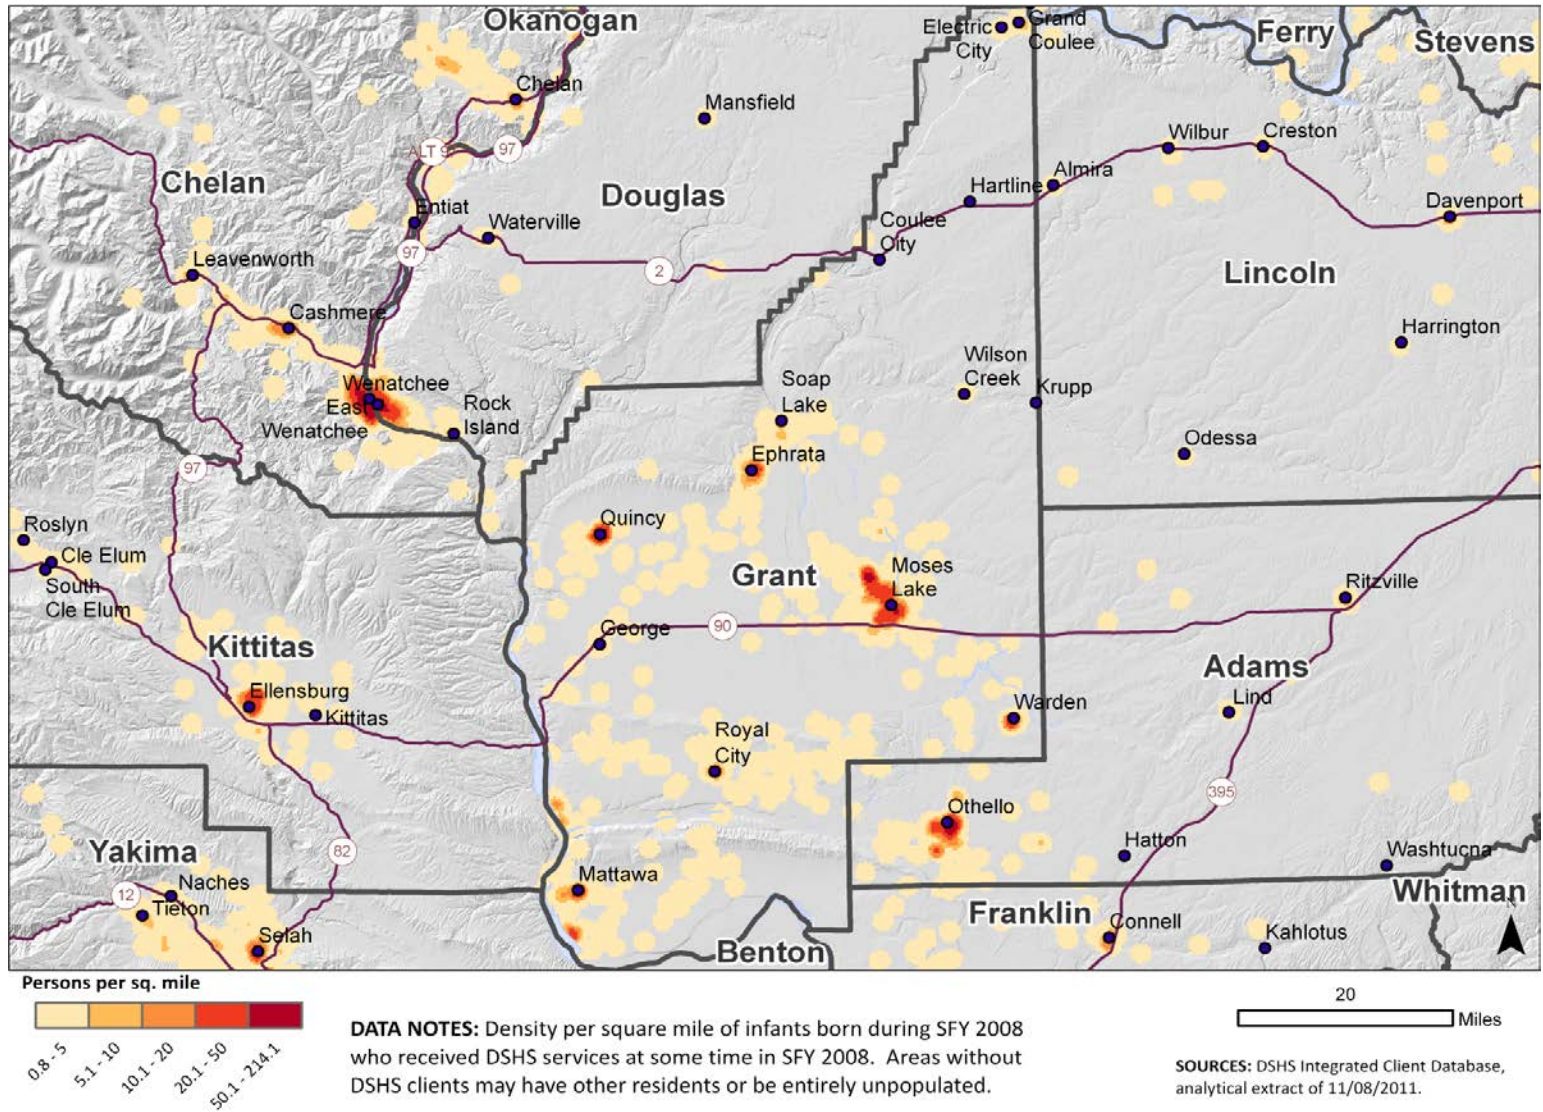 Okanogan
Electric
City
Grand
Coulee
Ferry
Stevens
Chelan
Mansfield
Wilbur
Creston
ALT 9
97
Chelan
Douglas
Hartline
Almira
Davenport
Entiat
Waterville
Coulee
City
97
2
Leavenworth
Lincoln
Cashmere
Harrington
Wilson
Creek
Krupp
Wenatchee
East
Wenatchee
Rock
Island
Soap
Lake
Ephrata
Odessa
97
Roslyn
Cle Elum
South
Cle Elum
Quincy
Grant
Moses
Lake
Ritzville
George
90
Kittitas
Adams
Ellensburg
Kittitas
Lind
Warden
Royal
City
395
Othello
Hatton
Washtucna
82
Yakima
Naches
12
Tieton
Mattawa
Whitman
Franklin
Connell
Kahlotus
Selah
Benton
Persons per sq. mile
0.8 - 5
5.1 - 10
10.1 - 20
20.1 - 50
50.1 - 214.1
DATA NOTES: Density per square mile of infants born during SFY 2008
who received DSHS services at some time in SFY 2008. Areas without
DSHS clients may have other residents or be entirely unpopulated.
20
Miles
SOURCES: DSHS Integrated Client Database,
analytical extract of 11/08/2011.